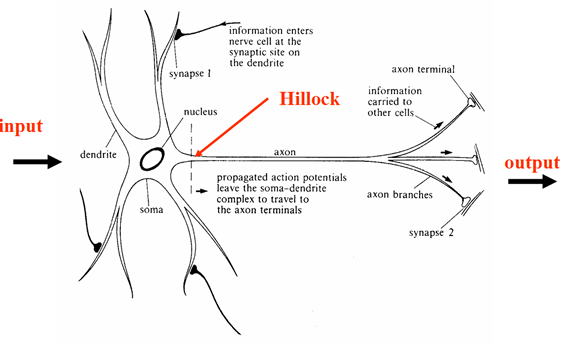 information enters
nerve cell at the
synaptic site on
the dendrite
synapse 1
axon terminal
information
carried to
other cells
Hillock
nucleus
input
dendrite
axon
output
propagated action potentials
leave the soma-dendrite
complex to travel to
the axon terminals
axon branches
soma
synapse 2